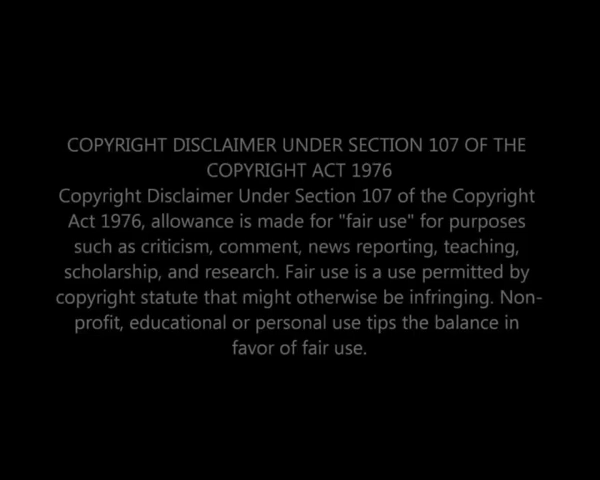 COPYRIGHT DISCLAIMER UNDER SECTION 107 OF THE
COPYRIGHT ACT 1976
Copyright Disclaimer Under Section 107 of the Copyright
Act 1976, allowance is made for "fair use" for purposes
such as criticism, comment, news reporting, teaching,
scholarship, and research. Fair use is a use permitted by
copyright statute that might otherwise be infringing. Non-
profit, educational or personal use tips the balance in
favor of fair use.